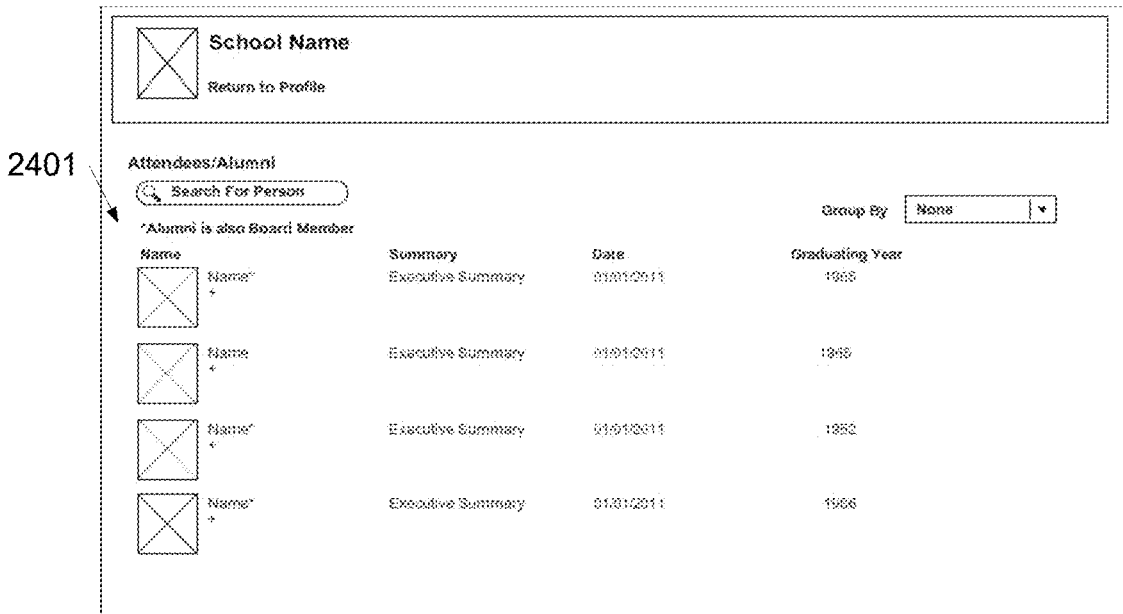 School Name
Return to Profile
2401
Attendees/Alumni
Search For Person
Group By None
*Alumni is also Board Member
Name Summary Date Graduating Year
Name* Executive Summary 01/01/2011
+
Name Executive Summary 01/01/2011
+
Name* Executive Summary 01/01/2011 1952
+
Name* Executive Summary 01/01/2011
+